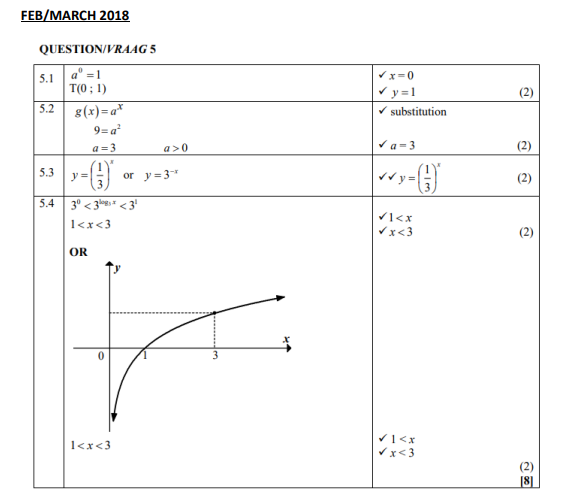 FEB/MARCH 2018
QUESTION/VRAAG 5
5.1 a⁰ = 1 ✓ x = 0
T(0 ; 1) ✓ y = 1 (2)
5.2 g(x) = aˣ ✓ substitution
9 = a²
a = 3 a > 0 ✓ a = 3 (2)
5.3 y = (1/3)ˣ or y = 3⁻ˣ ✓✓ y = (1/3)ˣ (2)
5.4 3⁰ < 3^(log₃ x) < 3¹
1 < x < 3 ✓ 1 < x
✓ x < 3 (2)
OR
y
x
0 1 3
1 < x < 3 ✓ 1 < x
✓ x < 3
(2)
[8]